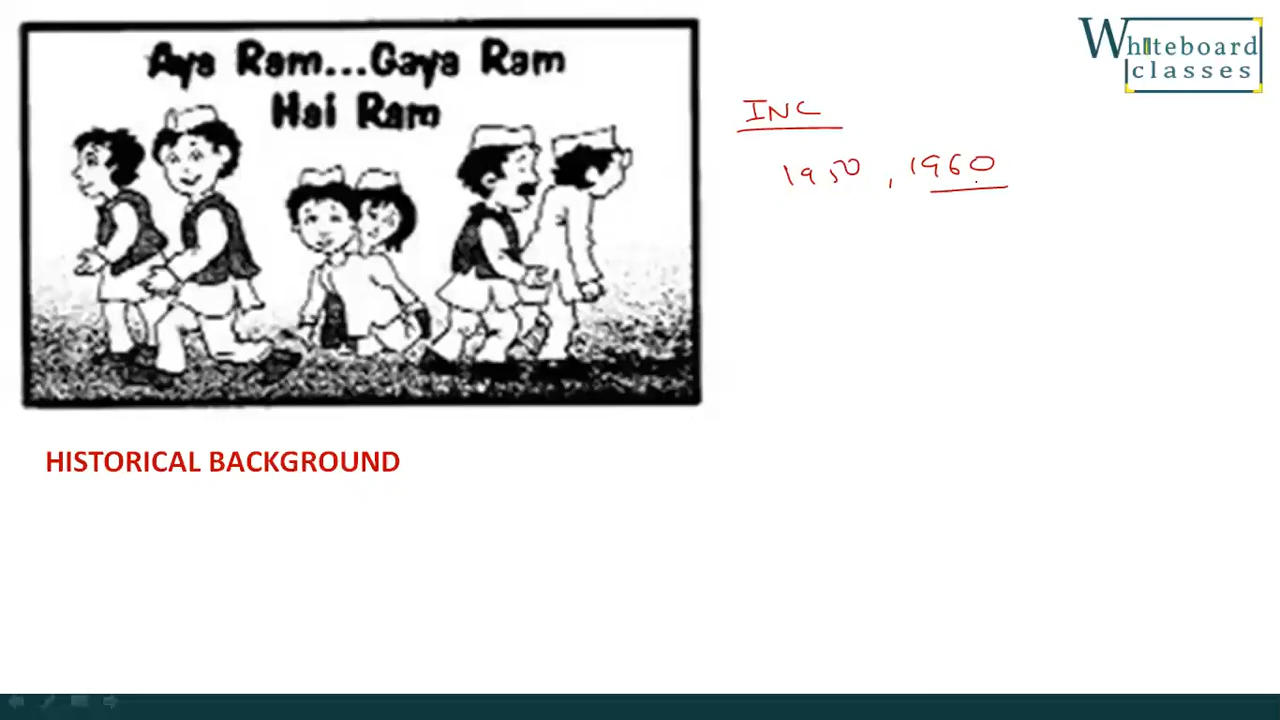 Aya Ram...Gaya Ram
Hai Ram
INC
1950, 1960
Whiteboard
classes
HISTORICAL BACKGROUND